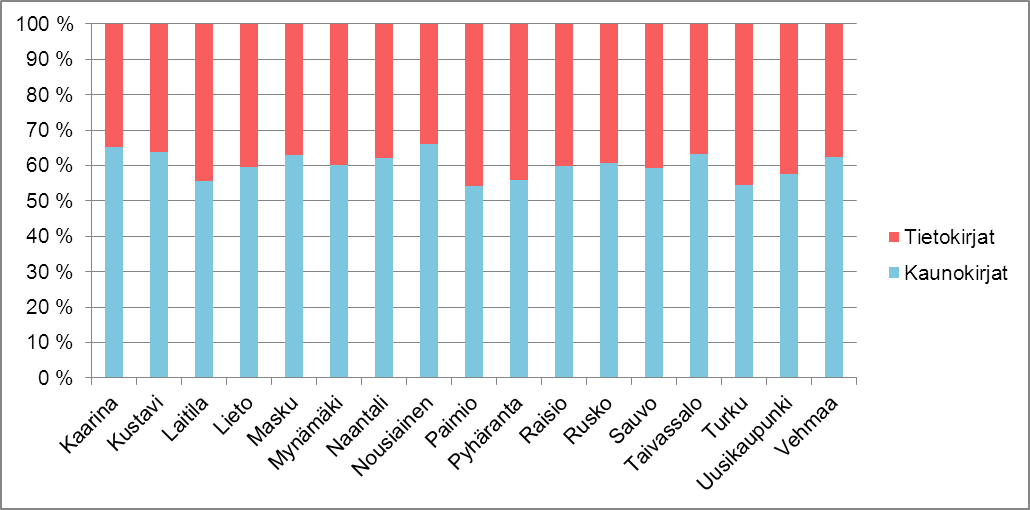 100 %
90 %
80 %
70 %
60 %
50 %
40 %
30 %
20 %
10 %
0 %
Kaarina
Kustavi
Laitila
Lieto
Masku
Mynämäki
Naantali
Nousiainen
Paimio
Pyhäranta
Raisio
Rusko
Sauvo
Taivassalo
Turku
Uusikaupunki
Vehmaa
Tietokirjat
Kaunokirjat